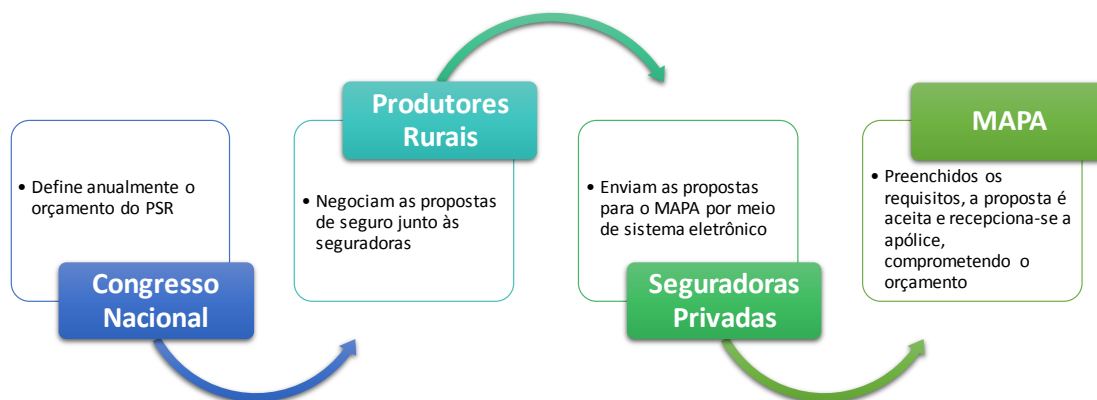 • Define anualmente o
orçamento do PSR
Congresso
Nacional
Produtores
Rurais
• Negociam as propostas
de seguro junto às
seguradoras
• Enviam as propostas
para o MAPA por meio
de sistema eletrônico
Seguradoras
Privadas
MAPA
• Preenchidos os
requisitos, a proposta é
aceita e recepciona-se a
apólice,
comprometendo o
orçamento